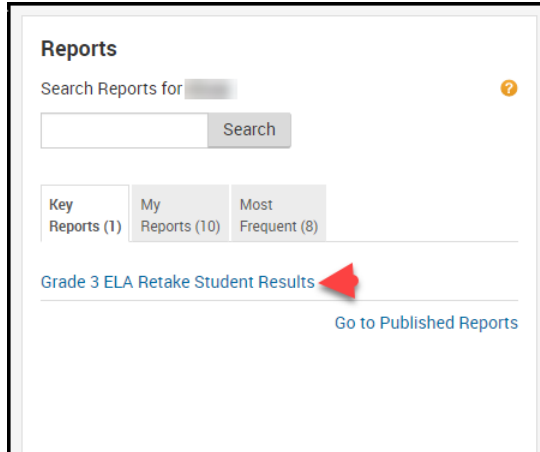 Reports
Search Reports for
Search
Key
Reports (1)
My
Reports (10)
Most
Frequent (8)
Grade 3 ELA Retake Student Results
Go to Published Reports